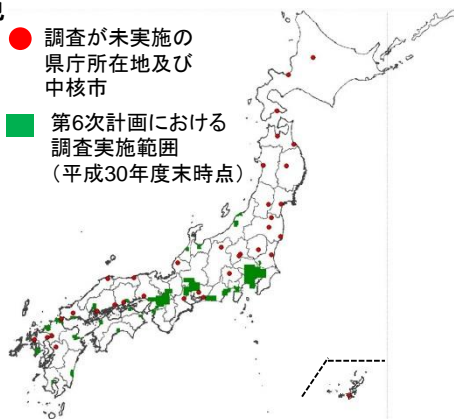 調査が未実施の
県庁所在地及び
中核市
第6次計画における
調査実施範囲
(平成30年度末時点)